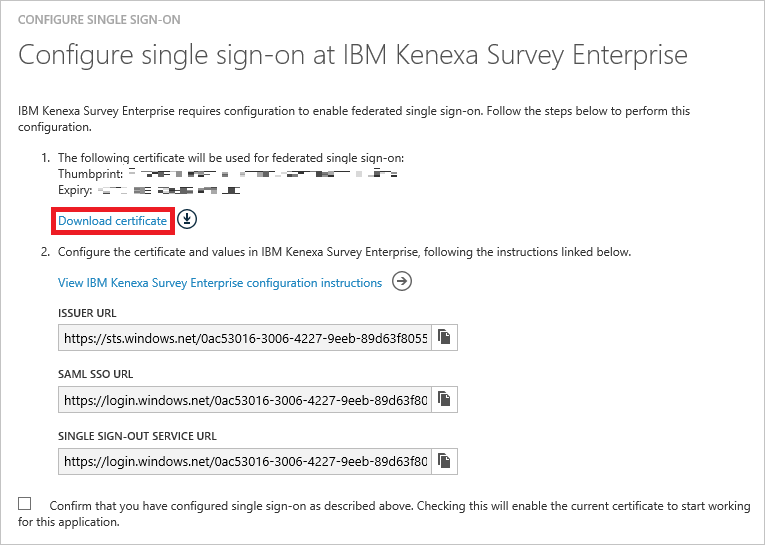 CONFIGURE SINGLE SIGN-ON
Configure single sign-on at IBM Kenexa Survey Enterprise
IBM Kenexa Survey Enterprise requires configuration to enable federated single sign-on. Follow the steps below to perform this
configuration.
1. The following certificate will be used for federated single sign-on:
Thumbprint:
Expiry:
Download certificate
2. Configure the certificate and values in IBM Kenexa Survey Enterprise, following the instructions linked below.
View IBM Kenexa Survey Enterprise configuration instructions
ISSUER URL
https://sts.windows.net/0ac53016-3006-4227-9eeb-89d63f8055
SAML SSO URL
https://login.windows.net/0ac53016-3006-4227-9eeb-89d63f80
SINGLE SIGN-OUT SERVICE URL
https://login.windows.net/0ac53016-3006-4227-9eeb-89d63f80
Confirm that you have configured single sign-on as described above. Checking this will enable the current certificate to start working
for this application.